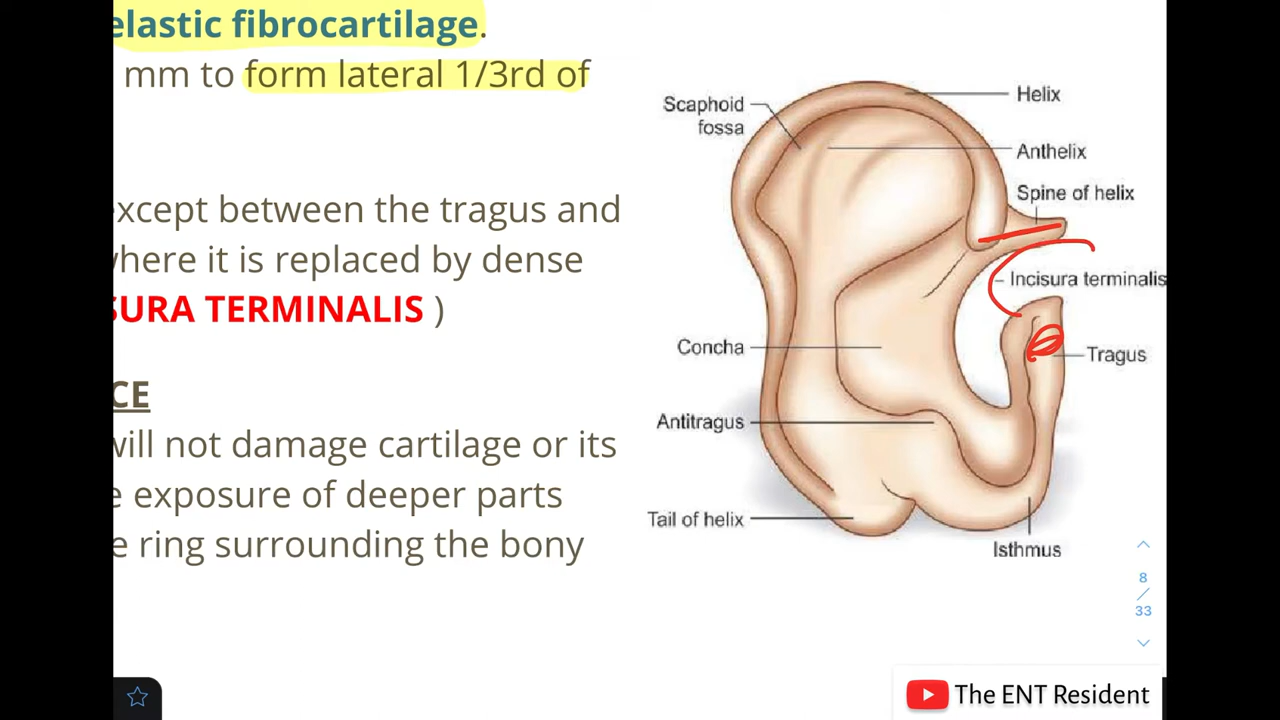 elastic fibrocartilage.
mm to form lateral 1/3rd of
except between the tragus and
where it is replaced by dense
SURA TERMINALIS )
CE
will not damage cartilage or its
e exposure of deeper parts
e ring surrounding the bony
Scaphoid
fossa
Helix
Anthelix
Spine of helix
Incisura terminalis
Concha
Tragus
Antitragus
Tail of helix
Isthmus
8
/
33
The ENT Resident